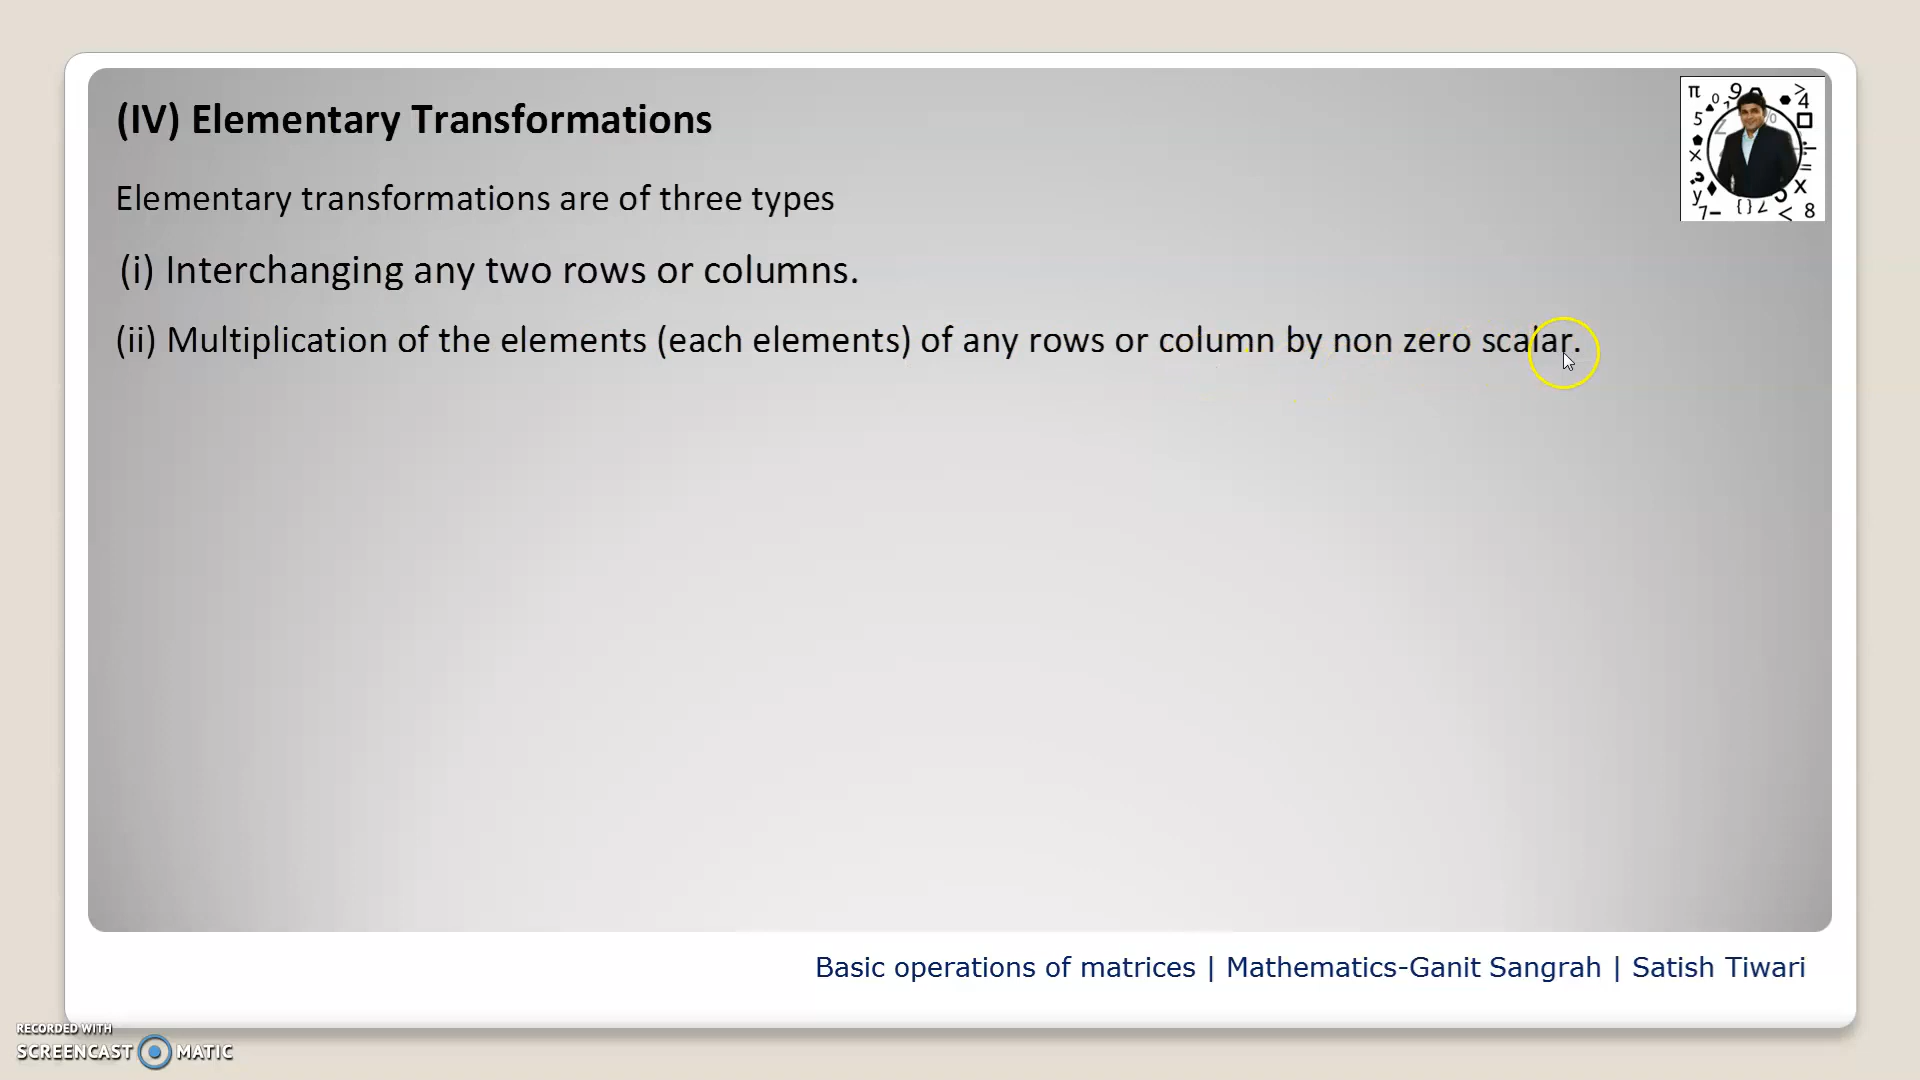 (IV) Elementary Transformations
Elementary transformations are of three types
(i) Interchanging any two rows or columns.
(ii) Multiplication of the elements (each elements) of any rows or column by non zero scalar.
Basic operations of matrices | Mathematics-Ganit Sangrah | Satish Tiwari
RECORDED WITH
SCREENCAST MATIC